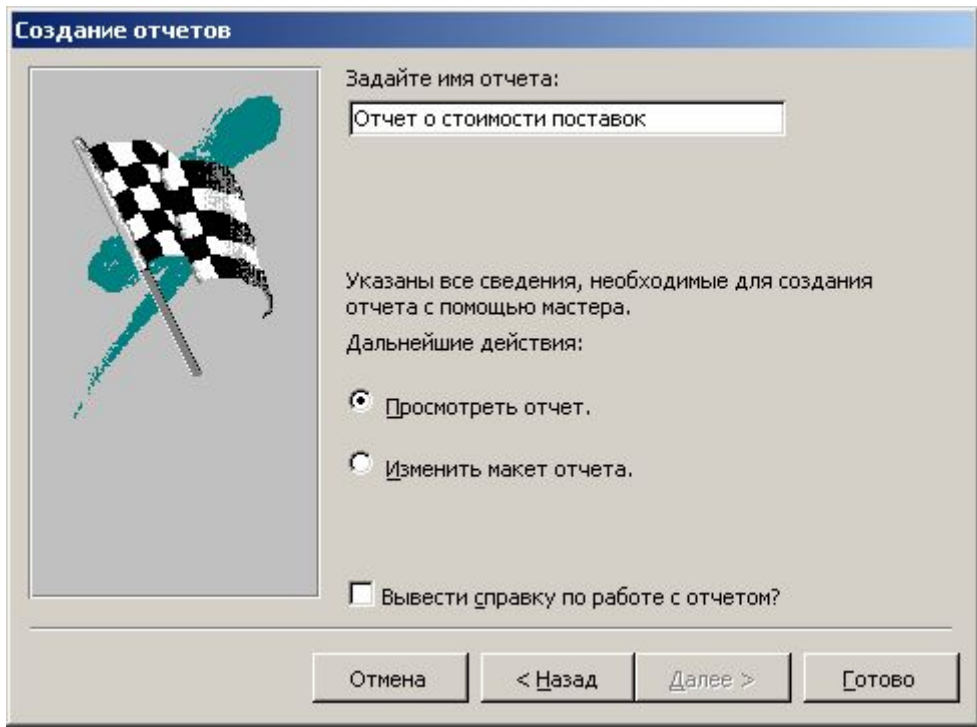 Создание отчетов
Задайте имя отчета:
Отчет о стоимости поставок
Указаны все сведения, необходимые для создания
отчета с помощью мастера.
Дальнейшие действия:
Просмотреть отчет.
Изменить макет отчета.
Вывести справку по работе с отчетом?
Отмена
< Назад
Далее >
Готово